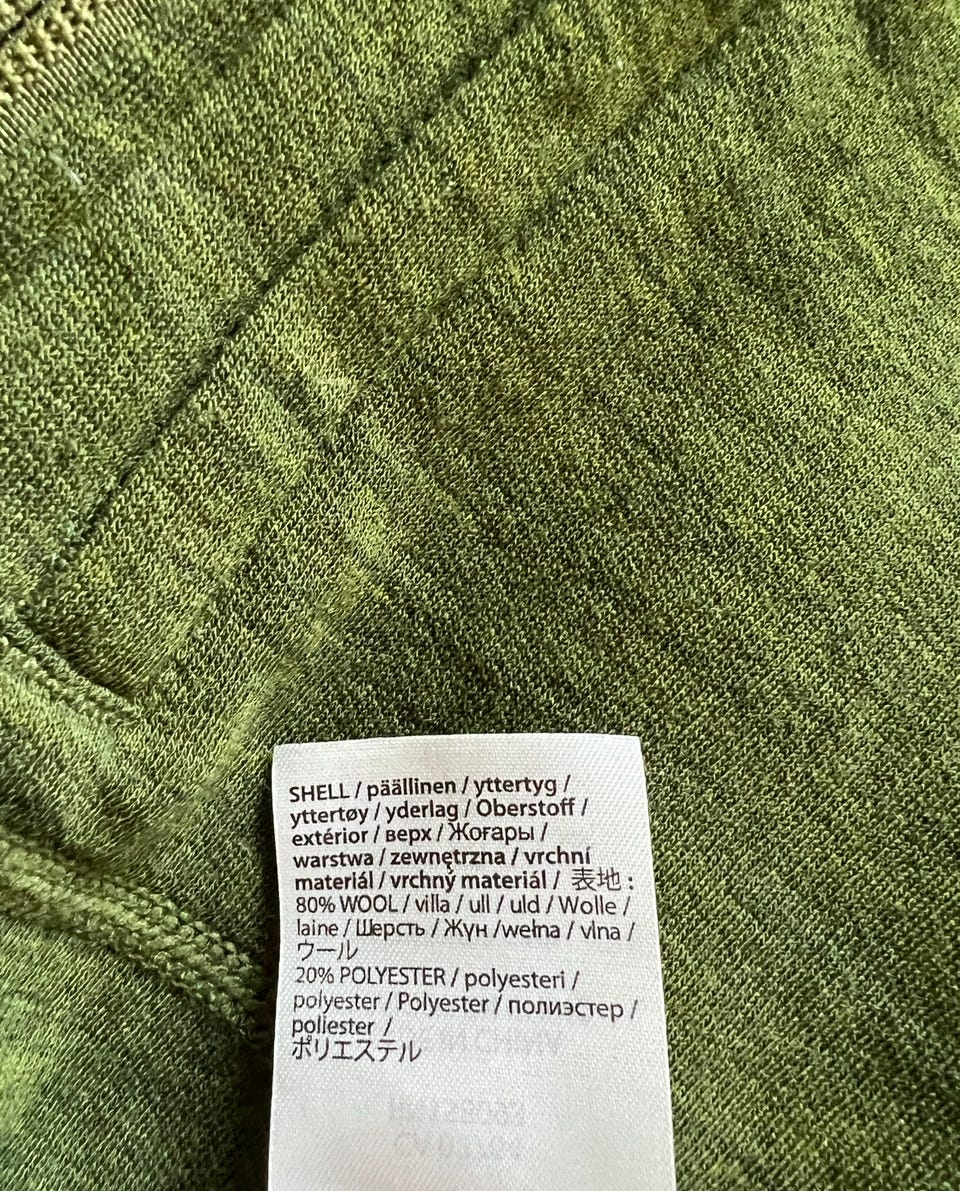 SHELL / päällinen / yttertyg /
yttertøy / yderlag / Oberstoff /
extérior / верх / Жоғары /
warstwa / zewnętrzna / vrchní
materiál / vrchný materiál / 表地 :
80% WOOL / villa / ull / uld / Wolle /
laine / Шерсть / Жүн /wełna / vlna /
ウール
20% POLYESTER / polyesteri /
polyester / Polyester / полиэстер /
poliester /
ポリエステル